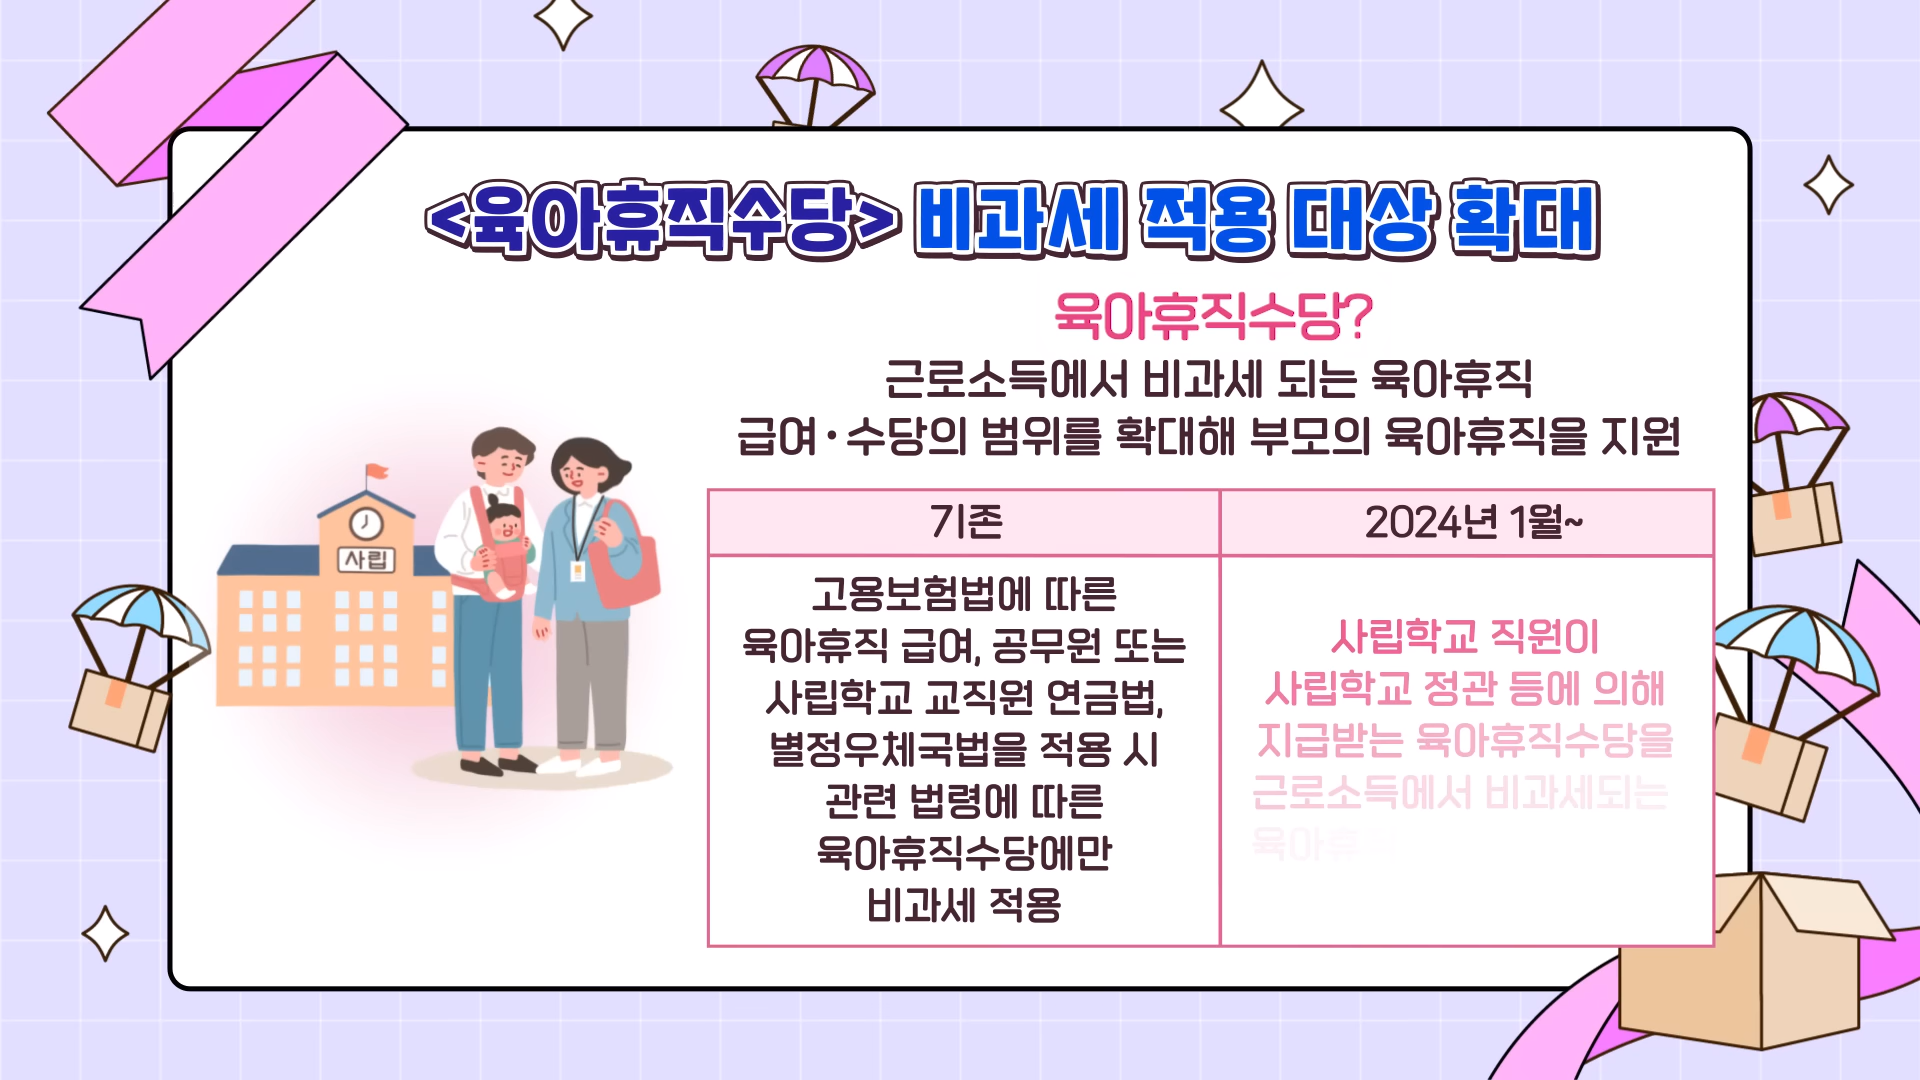 <육아휴직수당> 비과세 적용 대상 확대
육아휴직수당?
근로소득에서 비과세 되는 육아휴직
급여·수당의 범위를 확대해 부모의 육아휴직을 지원
사립
기존
고용보험법에 따른
육아휴직 급여, 공무원 또는
사립학교 교직원 연금법,
별정우체국법을 적용 시
관련 법령에 따른
육아휴직수당에만
비과세 적용
2024년 1월~
사립학교 직원이
사립학교 정관 등에 의해
지급받는 육아휴직수당을
근로소득에서 비과세되는